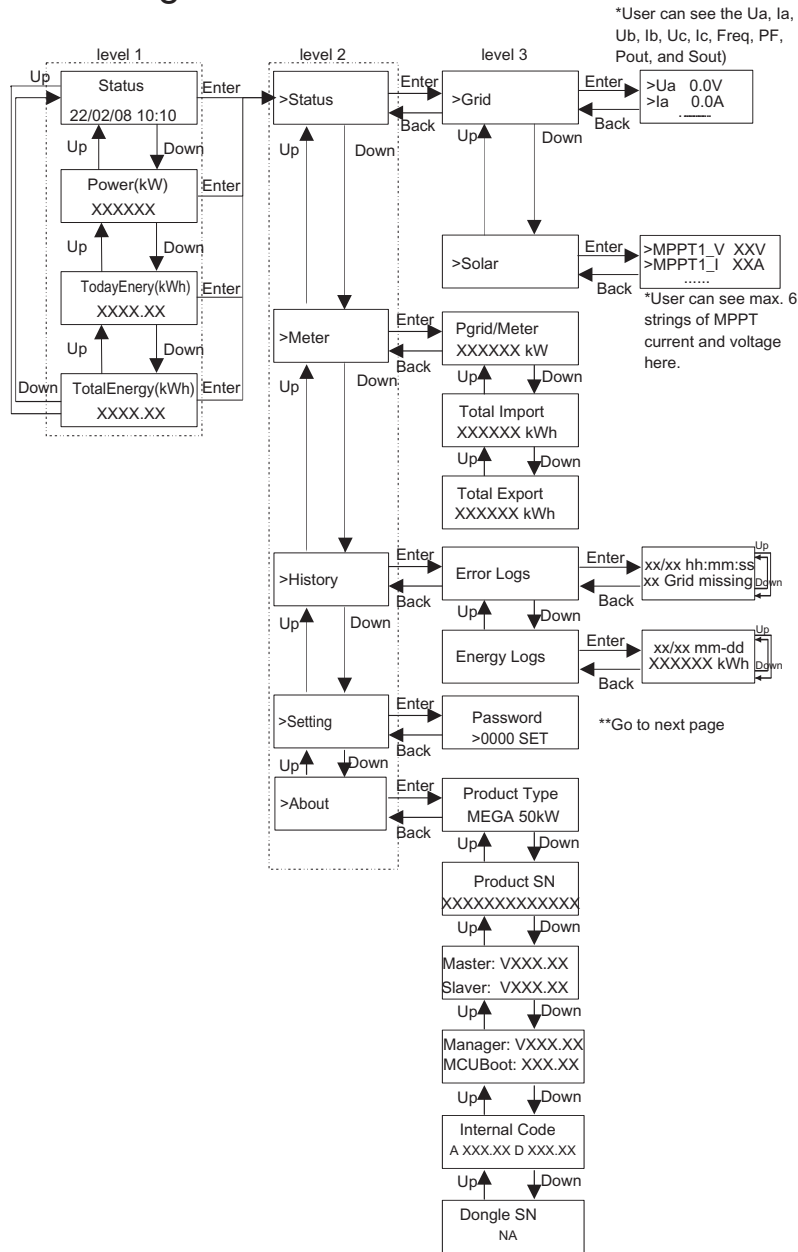 *User can see the Ua, Ia,
Ub, Ib, Uc, Ic, Freq, PF,
Pout, and Sout)
level 1
level 2
level 3
Up
Status
22/02/08 10:10
Enter
>Status
Enter
Back
>Grid
Enter
Back
>Ua 0.0V
>Ia 0.0A
Up
Down
Power(kW)
XXXXXX
Enter
Up
Down
TodayEnery(kWh)
XXXX.XX
Enter
Up
Down
Down
TotalEnergy(kWh)
XXXX.XX
Enter
Up
Down
Up
Down
>Solar
Enter
Back
>MPPT1_V XXV
>MPPT1_I XXA
......
*User can see max. 6
strings of MPPT
current and voltage
here.
>Meter
Enter
Back
Pgrid/Meter
XXXXXX kW
Up
Down
Total Import
XXXXXX kWh
Up
Down
Total Export
XXXXXX kWh
Up
Down
>History
Enter
Back
Error Logs
Enter
Back
xx/xx hh:mm:ss
xx Grid missing
Up
Down
Up
Down
Energy Logs
Enter
Back
xx/xx mm-dd
XXXXXX kWh
Up
Down
Up
Down
>Setting
Enter
Back
Password
>0000 SET
**Go to next page
Up
Down
>About
Enter
Back
Product Type
MEGA 50kW
Up
Down
Product SN
XXXXXXXXXXXXX
Up
Down
Master: VXXX.XX
Slaver: VXXX.XX
Up
Down
Manager: VXXX.XX
MCUBoot: XXX.XX
Up
Down
Internal Code
A XXX.XX D XXX.XX
Up
Down
Dongle SN
NA